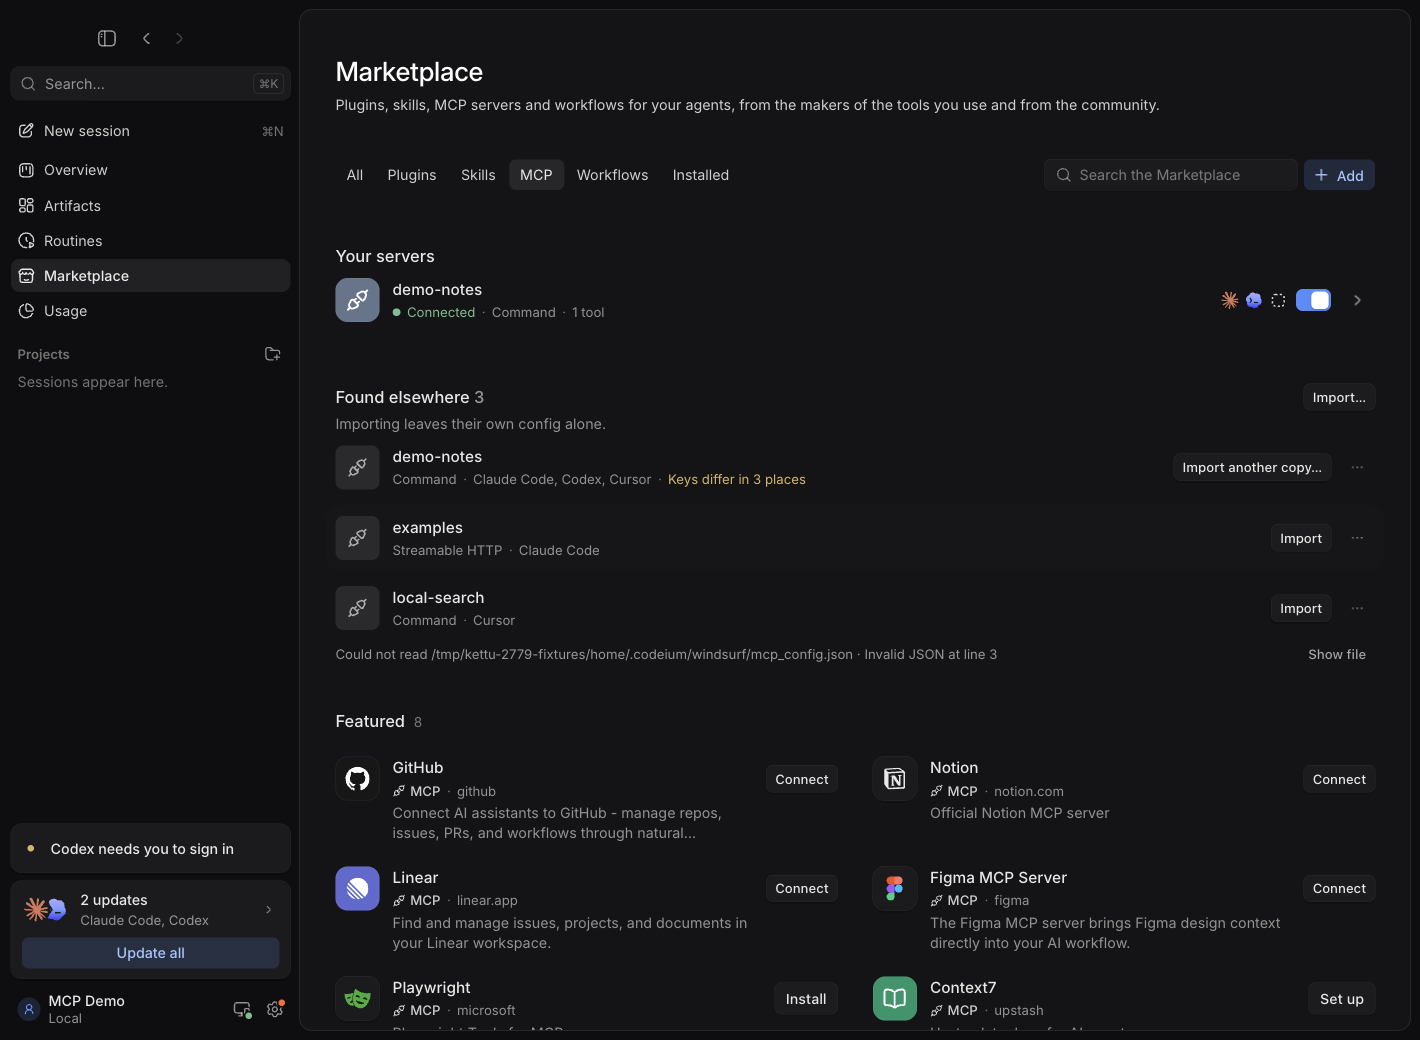 Search... ⌘K
New session ⌘N
Overview
Artifacts
Routines
Marketplace
Usage
Projects
Sessions appear here.
Codex needs you to sign in
2 updates
Claude Code, Codex
Update all
MCP Demo
Local
Marketplace
Plugins, skills, MCP servers and workflows for your agents, from the makers of the tools you use and from the community.
All Plugins Skills MCP Workflows Installed Search the Marketplace + Add
Your servers
demo-notes
Connected · Command · 1 tool
Found elsewhere 3 Import...
Importing leaves their own config alone.
demo-notes
Command · Claude Code, Codex, Cursor · Keys differ in 3 places Import another copy... ...
examples
Streamable HTTP · Claude Code Import ...
local-search
Command · Cursor Import ...
Could not read /tmp/kettu-2779-fixtures/home/.codeium/windsurf/mcp_config.json · Invalid JSON at line 3 Show file
Featured 8
GitHub
MCP · github
Connect AI assistants to GitHub - manage repos,
issues, PRs, and workflows through natural...
Connect
Notion
MCP · notion.com
Official Notion MCP server
Connect
Linear
MCP · linear.app
Find and manage issues, projects, and documents in
your Linear workspace.
Connect
Figma MCP Server
MCP · figma
The Figma MCP server brings Figma design context
directly into your AI workflow.
Connect
Playwright
MCP · microsoft
Install
Context7
MCP · upstash
Set up